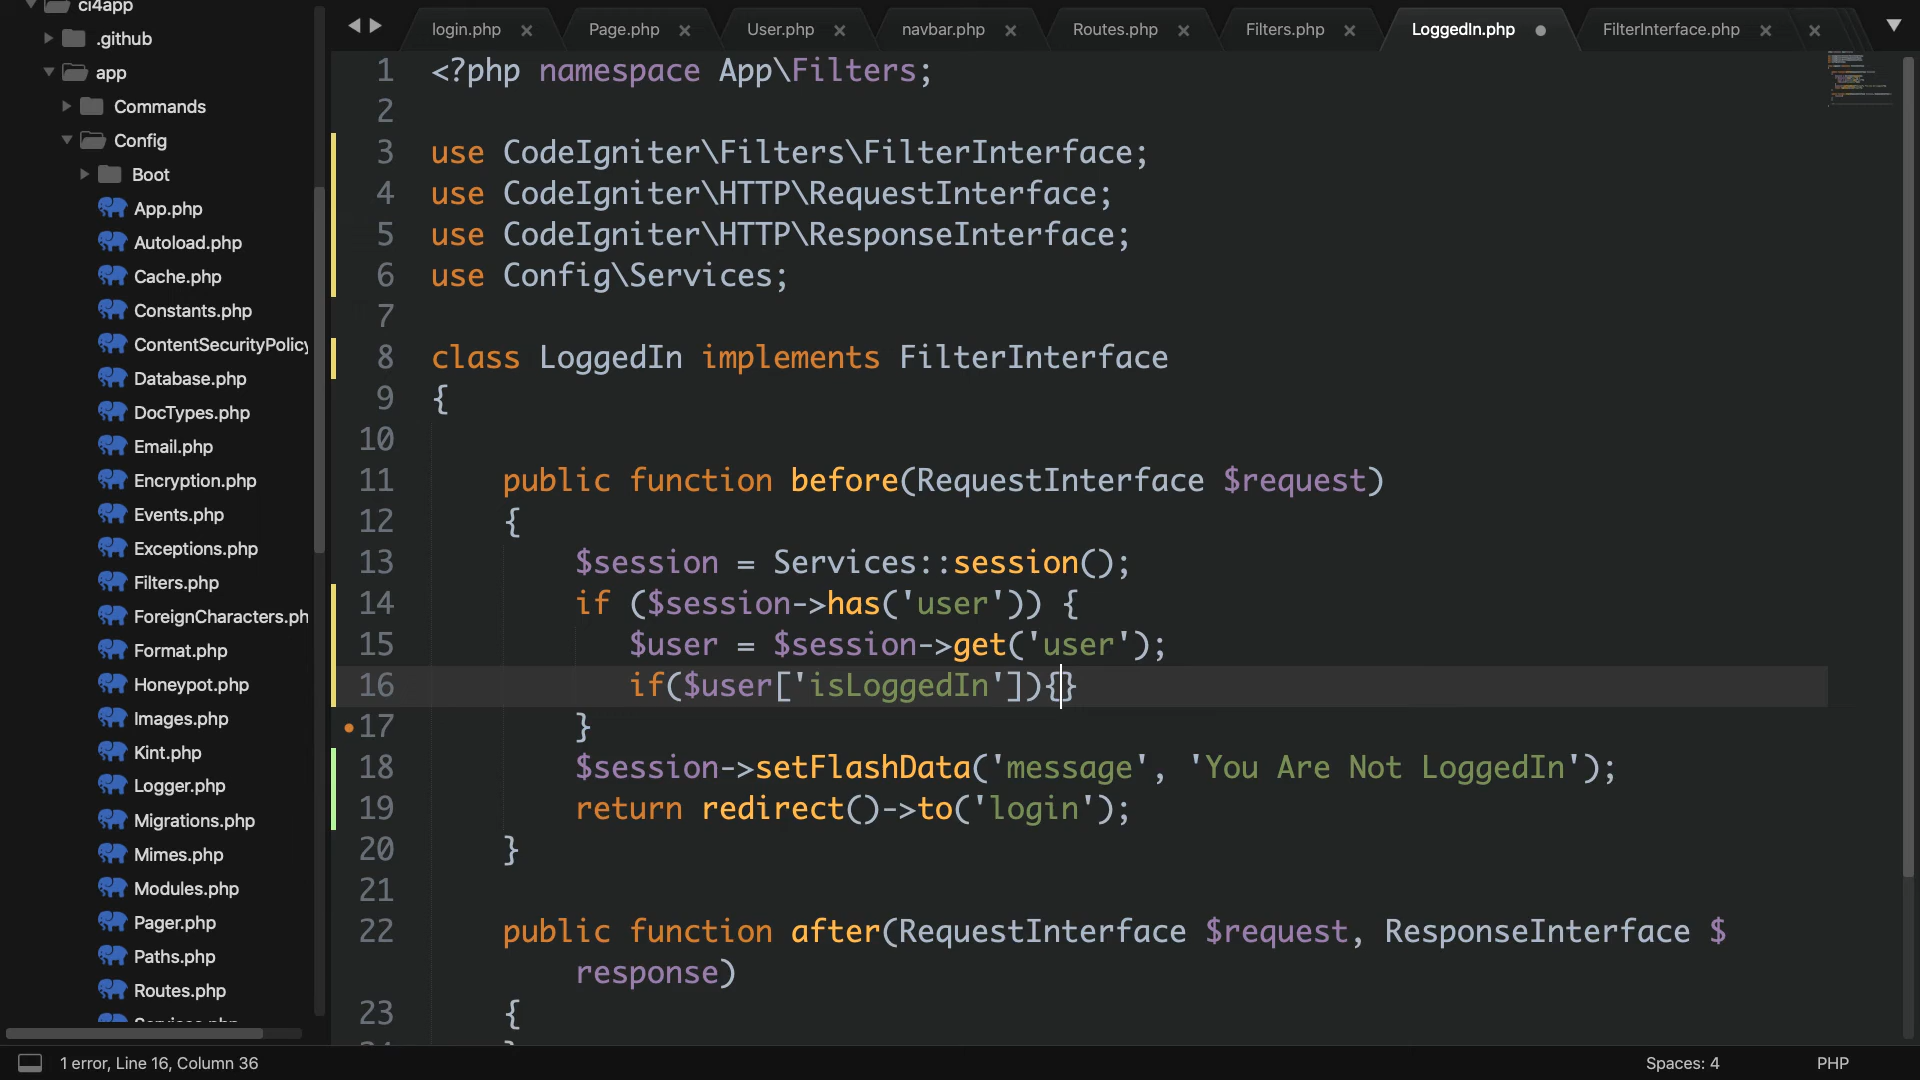 ci4app
.github
app
Commands
Config
Boot
App.php
Autoload.php
Cache.php
Constants.php
ContentSecurityPolicy
Database.php
DocTypes.php
Email.php
Encryption.php
Events.php
Exceptions.php
Filters.php
ForeignCharacters.ph
Format.php
Honeypot.php
Images.php
Kint.php
Logger.php
Migrations.php
Mimes.php
Modules.php
Pager.php
Paths.php
Routes.php
login.php Page.php User.php navbar.php Routes.php Filters.php LoggedIn.php FilterInterface.php
1 <?php namespace App\Filters;
2
3 use CodeIgniter\Filters\FilterInterface;
4 use CodeIgniter\HTTP\RequestInterface;
5 use CodeIgniter\HTTP\ResponseInterface;
6 use Config\Services;
7
8 class LoggedIn implements FilterInterface
9 {
10
11 public function before(RequestInterface $request)
12 {
13 $session = Services::session();
14 if ($session->has('user')) {
15 $user = $session->get('user');
16 if($user['isLoggedIn']){}
17 }
18 $session->setFlashData('message', 'You Are Not LoggedIn');
19 return redirect()->to('login');
20 }
21
22 public function after(RequestInterface $request, ResponseInterface $
response)
23 {
1 error, Line 16, Column 36
Spaces: 4 PHP